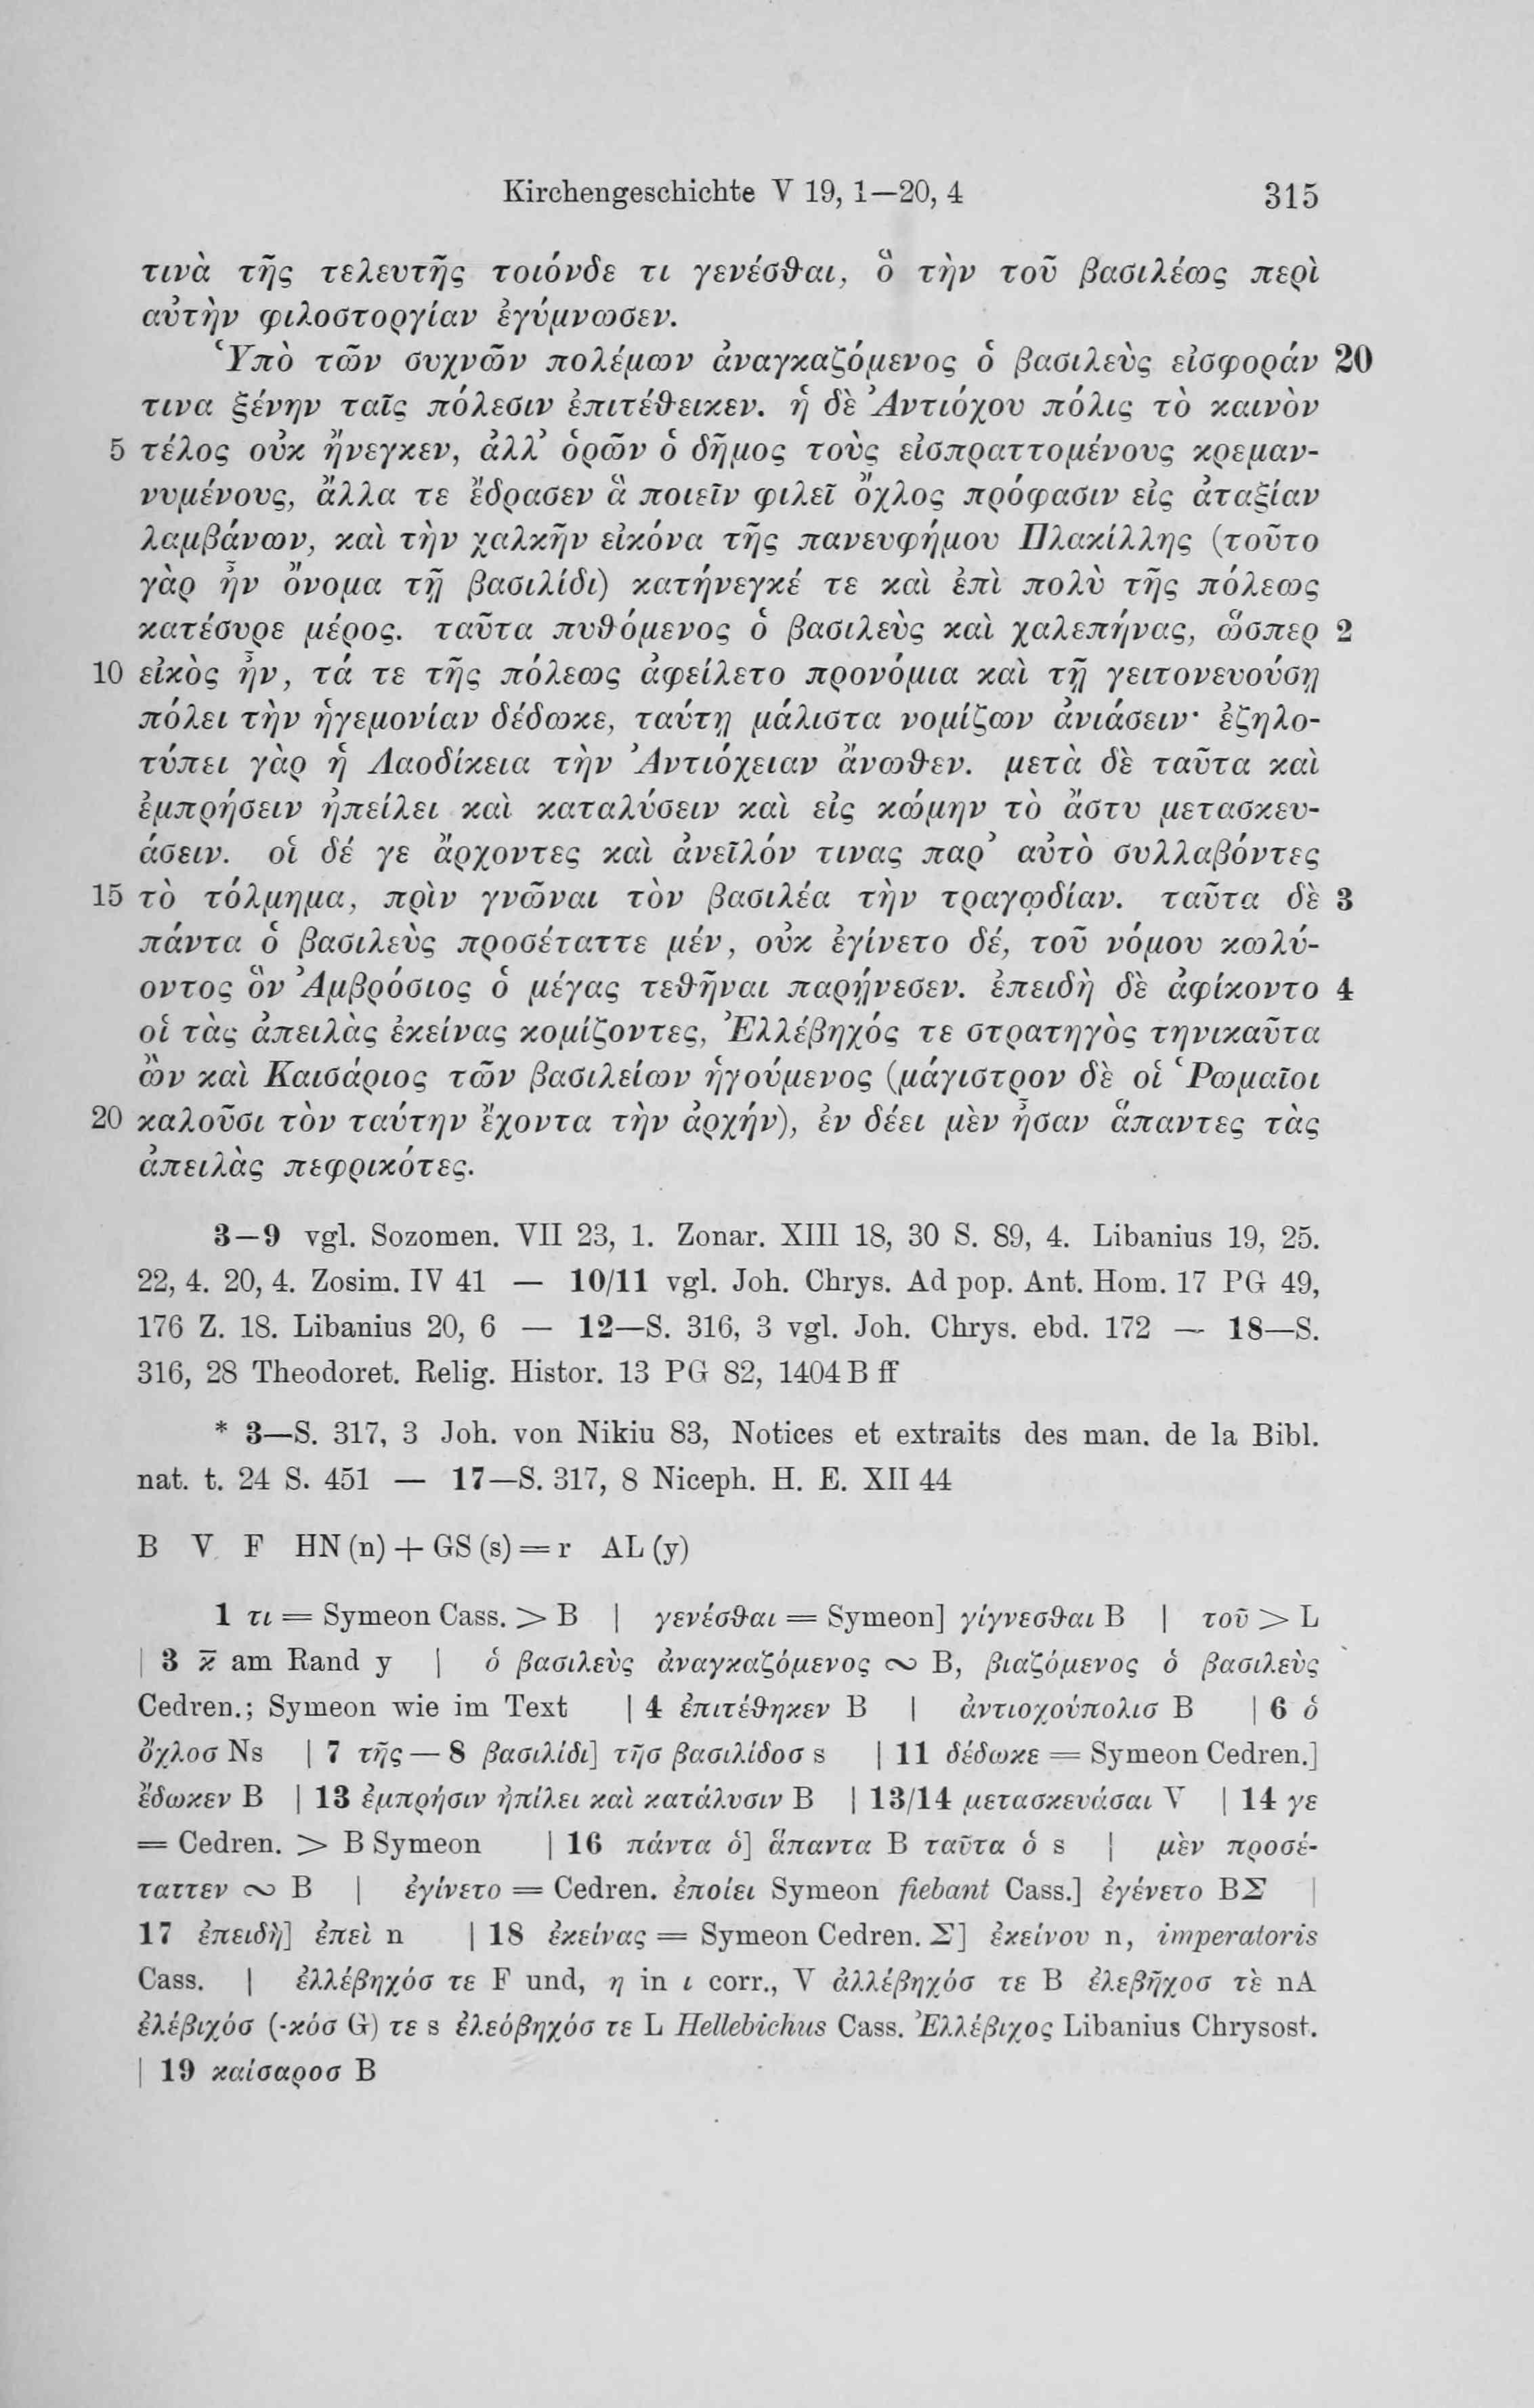 Kirchengeschichte V 19, 1—20, 4 315
τινὰ τῆς τελευτῆς τοιόνδε τι γενέσθαι, ὃ τὴν τοῦ βασιλέως περὶ
αὐτὴν φιλοστοργίαν ἐγύμνωσεν.
Ὑπὸ τῶν συχνῶν πολέμων ἀναγκαζόμενος ὁ βασιλεὺς εἰσφοράν 20
τινα ξένην ταῖς πόλεσιν ἐπιτέθεικεν. ἡ δὲ Ἀντιόχου πόλις τὸ καινὸν
5 τέλος οὐκ ἤνεγκεν, ἀλλ’ ὁρῶν ὁ δῆμος τοὺς εἰσπραττομένους κρεμαν-
νυμένους, ἄλλα τε ἔδρασεν ἃ ποιεῖν φιλεῖ ὄχλος πρόφασιν εἰς ἀταξίαν
λαμβάνων, καὶ τὴν χαλκῆν εἰκόνα τῆς πανευφήμου Πλακίλλης (τοῦτο
γὰρ ἦν ὄνομα τῇ βασιλίδι) κατήνεγκέ τε καὶ ἐπὶ πολὺ τῆς πόλεως
κατέσυρε μέρος. ταῦτα πυθόμενος ὁ βασιλεὺς καὶ χαλεπήνας, ὥσπερ 2
10 εἰκὸς ἦν, τά τε τῆς πόλεως ἀφείλετο προνόμια καὶ τῇ γειτονευούσῃ
πόλει τὴν ἡγεμονίαν δέδωκε, ταύτῃ μάλιστα νομίζων ἀνιάσειν· ἐζηλο-
τύπει γὰρ ἡ Λαοδίκεια τὴν Ἀντιόχειαν ἄνωθεν. μετὰ δὲ ταῦτα καὶ
ἐμπρήσειν ἠπείλει καὶ καταλύσειν καὶ εἰς κώμην τὸ ἄστυ μετασκευ-
άσειν. οἱ δέ γε ἄρχοντες καὶ ἀνεῖλόν τινας παρ’ αὐτὸ συλλαβόντες
15 τὸ τόλμημα, πρὶν γνῶναι τὸν βασιλέα τὴν τραγῳδίαν. ταῦτα δὲ 3
πάντα ὁ βασιλεὺς προσέταττε μέν, οὐκ ἐγίνετο δέ, τοῦ νόμου κωλύ-
οντος ὃν Ἀμβρόσιος ὁ μέγας τεθῆναι παρῄνεσεν. ἐπειδὴ δὲ ἀφίκοντο 4
οἱ τὰς ἀπειλὰς ἐκείνας κομίζοντες, Ἐλλέβηχός τε στρατηγὸς τηνικαῦτα
ὢν καὶ Καισάριος τῶν βασιλείων ἡγούμενος (μάγιστρον δὲ οἱ Ῥωμαῖοι
20 καλοῦσι τὸν ταύτην ἔχοντα τὴν ἀρχήν), ἐν δέει μὲν ἦσαν ἅπαντες τὰς
ἀπειλὰς πεφρικότες.
3—9 vgl. Sozomen. VII 23, 1. Zonar. XIII 18, 30 S. 89, 4. Libanius 19, 25.
22, 4. 20, 4. Zosim. IV 41 — 10/11 vgl. Joh. Chrys. Ad pop. Ant. Hom. 17 PG 49,
176 Z. 18. Libanius 20, 6 — 12—S. 316, 3 vgl. Joh. Chrys. ebd. 172 — 18—S.
316, 28 Theodoret. Relig. Histor. 13 PG 82, 1404 B ff
* 3—S. 317, 3 Joh. von Nikiu 83, Notices et extraits des man. de la Bibl.
nat. t. 24 S. 451 — 17—S. 317, 8 Niceph. H. E. XII 44
B V F HN (n) + GS (s) = r AL (y)
1 τι = Symeon Cass. > B | γενέσθαι = Symeon] γίγνεσθαι B | τοῦ > L
| 3 κ̅ am Rand y | ὁ βασιλεὺς ἀναγκαζόμενος ∾ B, βιαζόμενος ὁ βασιλεὺς
Cedren.; Symeon wie im Text | 4 ἐπιτέθηκεν B | ἀντιοχούπολισ B | 6 ὁ
ὄχλοσ Ns | 7 τῆς — 8 βασιλίδι] τῆσ βασιλίδοσ s | 11 δέδωκε = Symeon Cedren.]
ἔδωκεν B | 13 ἐμπρήσιν ἠπίλει καὶ κατάλυσιν B | 13/14 μετασκευάσαι V | 14 γε
= Cedren. > B Symeon | 16 πάντα ὁ] ἅπαντα B ταῦτα ὁ s | μὲν προσέ-
ταττεν ∾ B | ἐγίνετο = Cedren. ἐποίει Symeon fiebant Cass.] ἐγένετο BΣ |
17 ἐπειδὴ] ἐπεὶ n | 18 ἐκείνας = Symeon Cedren. Σ] ἐκείνου n, imperatoris
Cass. | ἐλλέβηχόσ τε F und, η in ι corr., V ἀλλέβηχόσ τε B ἐλεβῆχοσ τὲ nA
ἐλέβιχόσ (-κόσ G) τε s ἐλεόβηχόσ τε L Hellebichus Cass. Ἐλλέβιχος Libanius Chrysost.
| 19 καίσαροσ B